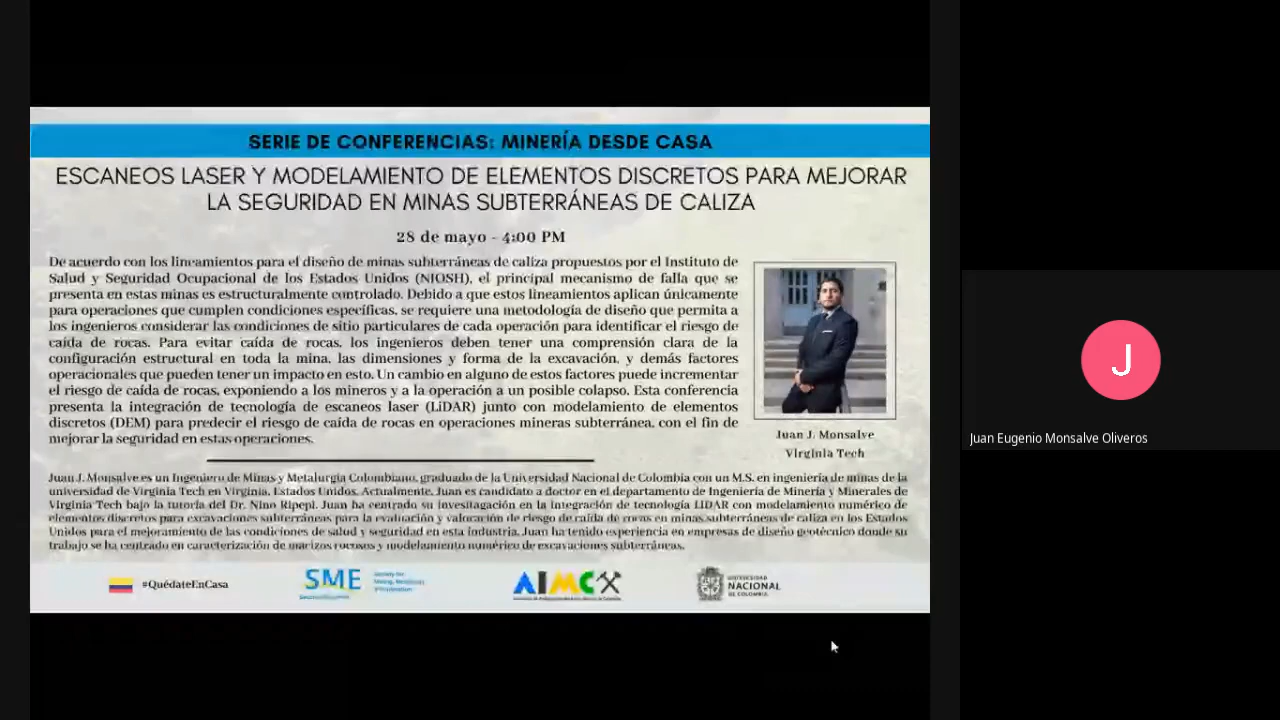 SERIE DE CONFERENCIAS: MINERÍA DESDE CASA
ESCANEOS LASER Y MODELAMIENTO DE ELEMENTOS DISCRETOS PARA MEJORAR
LA SEGURIDAD EN MINAS SUBTERRÁNEAS DE CALIZA
28 de mayo - 4:00 PM
De acuerdo con los lineamientos para el diseño de minas subterráneas de caliza propuestos por el Instituto de
Salud y Seguridad Ocupacional de los Estados Unidos (NIOSH), el principal mecanismo de falla que se
presenta en estas minas es estructuralmente controlado. Debido a que estos lineamientos aplican únicamente
para operaciones que cumplen condiciones específicas, se requiere una metodología de diseño que permita a
los ingenieros considerar las condiciones de sitio particulares de cada operación para identificar el riesgo de
caída de rocas. Para evitar caída de rocas, los ingenieros deben tener una comprensión clara de la
configuración estructural en toda la mina, las dimensiones y forma de la excavación, y demás factores
operacionales que pueden tener un impacto en esto. Un cambio en alguno de estos factores puede incrementar
el riesgo de caída de rocas, exponiendo a los mineros y a la operación a un posible colapso. Esta conferencia
presenta la integración de tecnología de escaneos laser (LiDAR) junto con modelamiento de elementos
discretos (DEM) para predecir el riesgo de caída de rocas en operaciones mineras subterránea, con el fin de
mejorar la seguridad en estas operaciones.
Juan J. Monsalve
Virginia Tech
Juan J. Monsalve es un Ingeniero de Minas y Metalurgia Colombiano, graduado de la Universidad Nacional de Colombia con un M.S. en ingeniería de minas de la
universidad de Virginia Tech en Virginia, Estados Unidos. Actualmente, Juan es candidato a doctor en el departamento de Ingeniería de Minería y Minerales de
Virginia Tech bajo la tutoría del Dr. Nino Ripepi. Juan ha centrado su investigación en la integración de tecnología LiDAR con modelamiento numérico de
elementos discretos para excavaciones subterráneas para la evaluación y valoración de riesgo de caída de rocas en minas subterráneas de caliza en los Estados
Unidos para el mejoramiento de las condiciones de salud y seguridad en esta industria. Juan ha tenido experiencia en empresas de diseño geotécnico donde su
trabajo se ha centrado en caracterización de macizos rocosos y modelamiento numérico de excavaciones subterráneas.
#QuédateEnCasa
SME
AIMC
UNIVERSIDAD
NACIONAL
DE COLOMBIA
J
Juan Eugenio Monsalve Oliveros